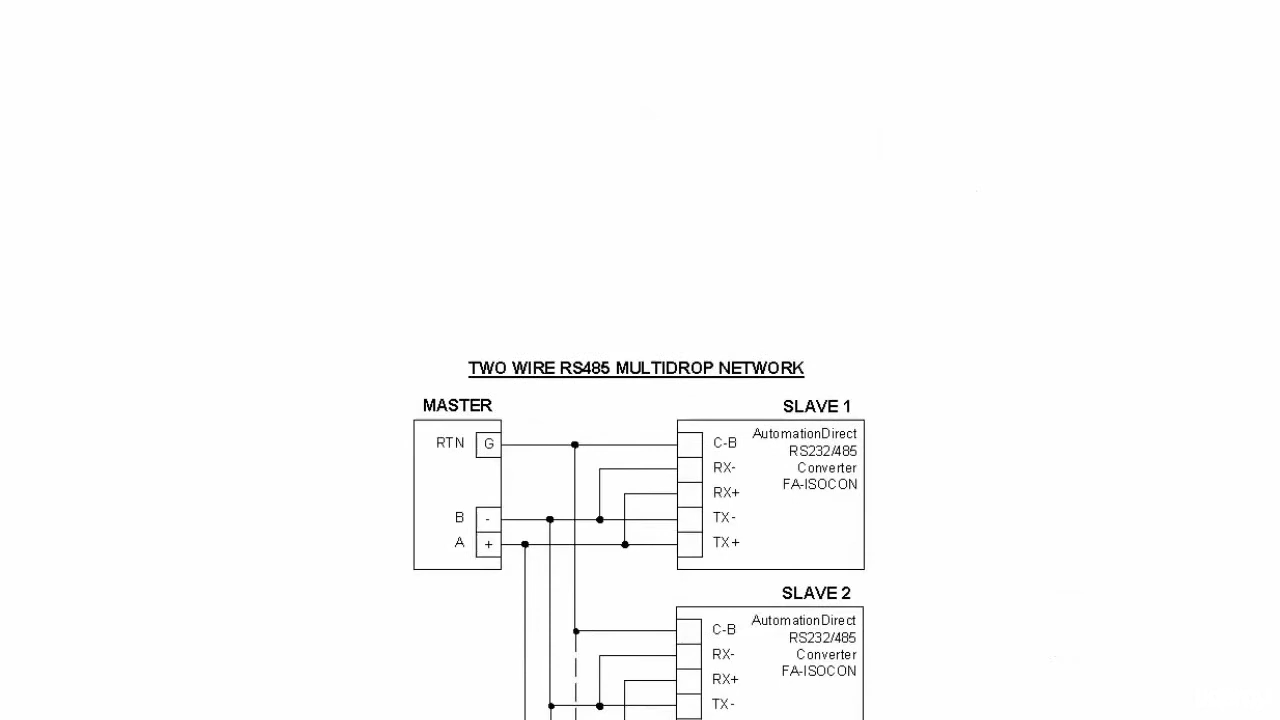 TWO WIRE RS485 MULTIDROP NETWORK
MASTER
RTN G
B -
A +
SLAVE 1
C-B
RX-
RX+
TX-
TX+
AutomationDirect
RS232/485
Converter
FA-ISOCON
SLAVE 2
C-B
RX-
RX+
TX-
AutomationDirect
RS232/485
Converter
FA-ISOCON